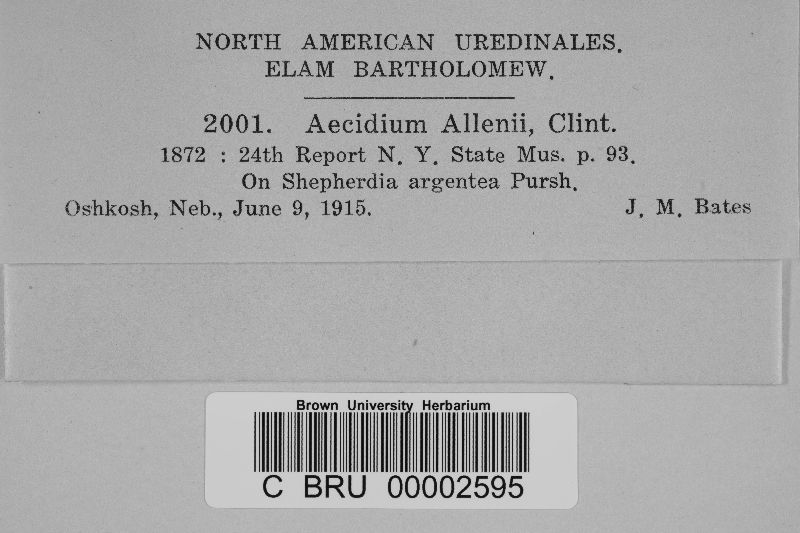 NORTH AMERICAN UREDINALES.
ELAM BARTHOLOMEW.
2001. Aecidium Allenii, Clint.
1872 : 24th Report N. Y. State Mus. p. 93.
On Shepherdia argentea Pursh.
Oshkosh, Neb., June 9, 1915. J. M. Bates
Brown University Herbarium
C BRU 00002595